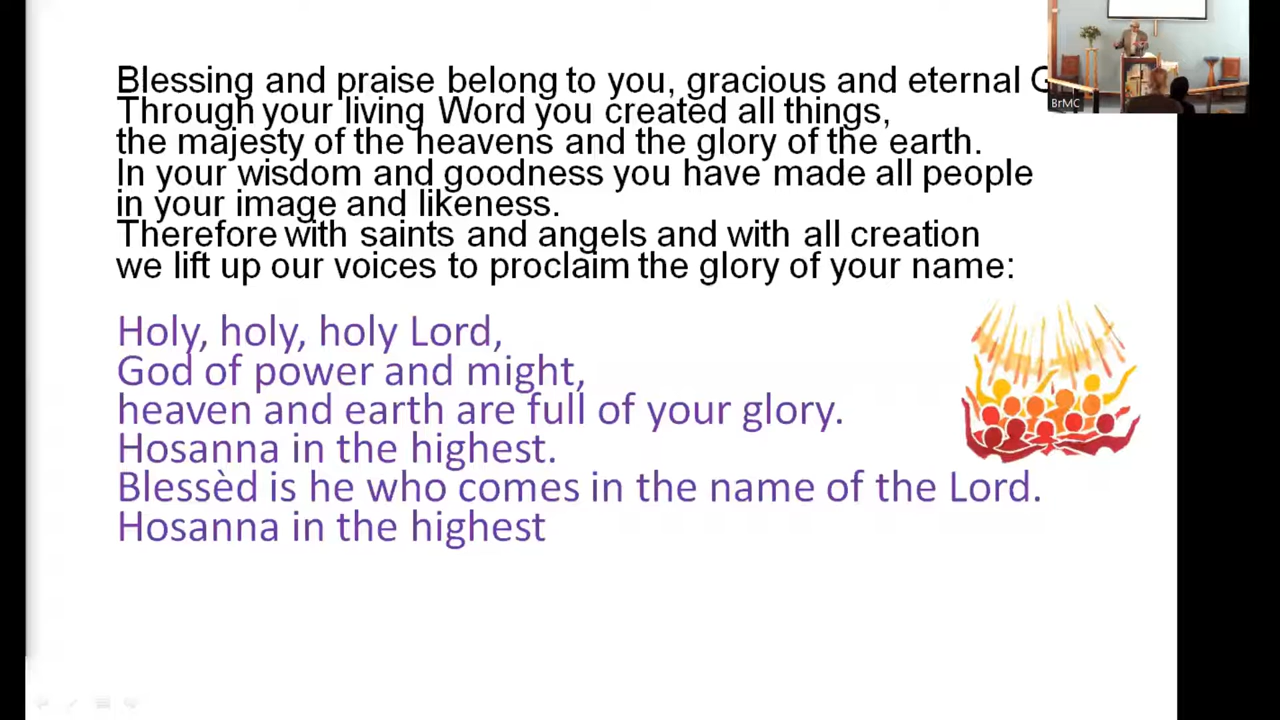 Blessing and praise belong to you, gracious and eternal
Through your living Word you created all things,
the majesty of the heavens and the glory of the earth.
In your wisdom and goodness you have made all people
in your image and likeness.
Therefore with saints and angels and with all creation
we lift up our voices to proclaim the glory of your name:
Holy, holy, holy Lord,
God of power and might,
heaven and earth are full of your glory.
Hosanna in the highest.
Blessèd is he who comes in the name of the Lord.
Hosanna in the highest
BrMC